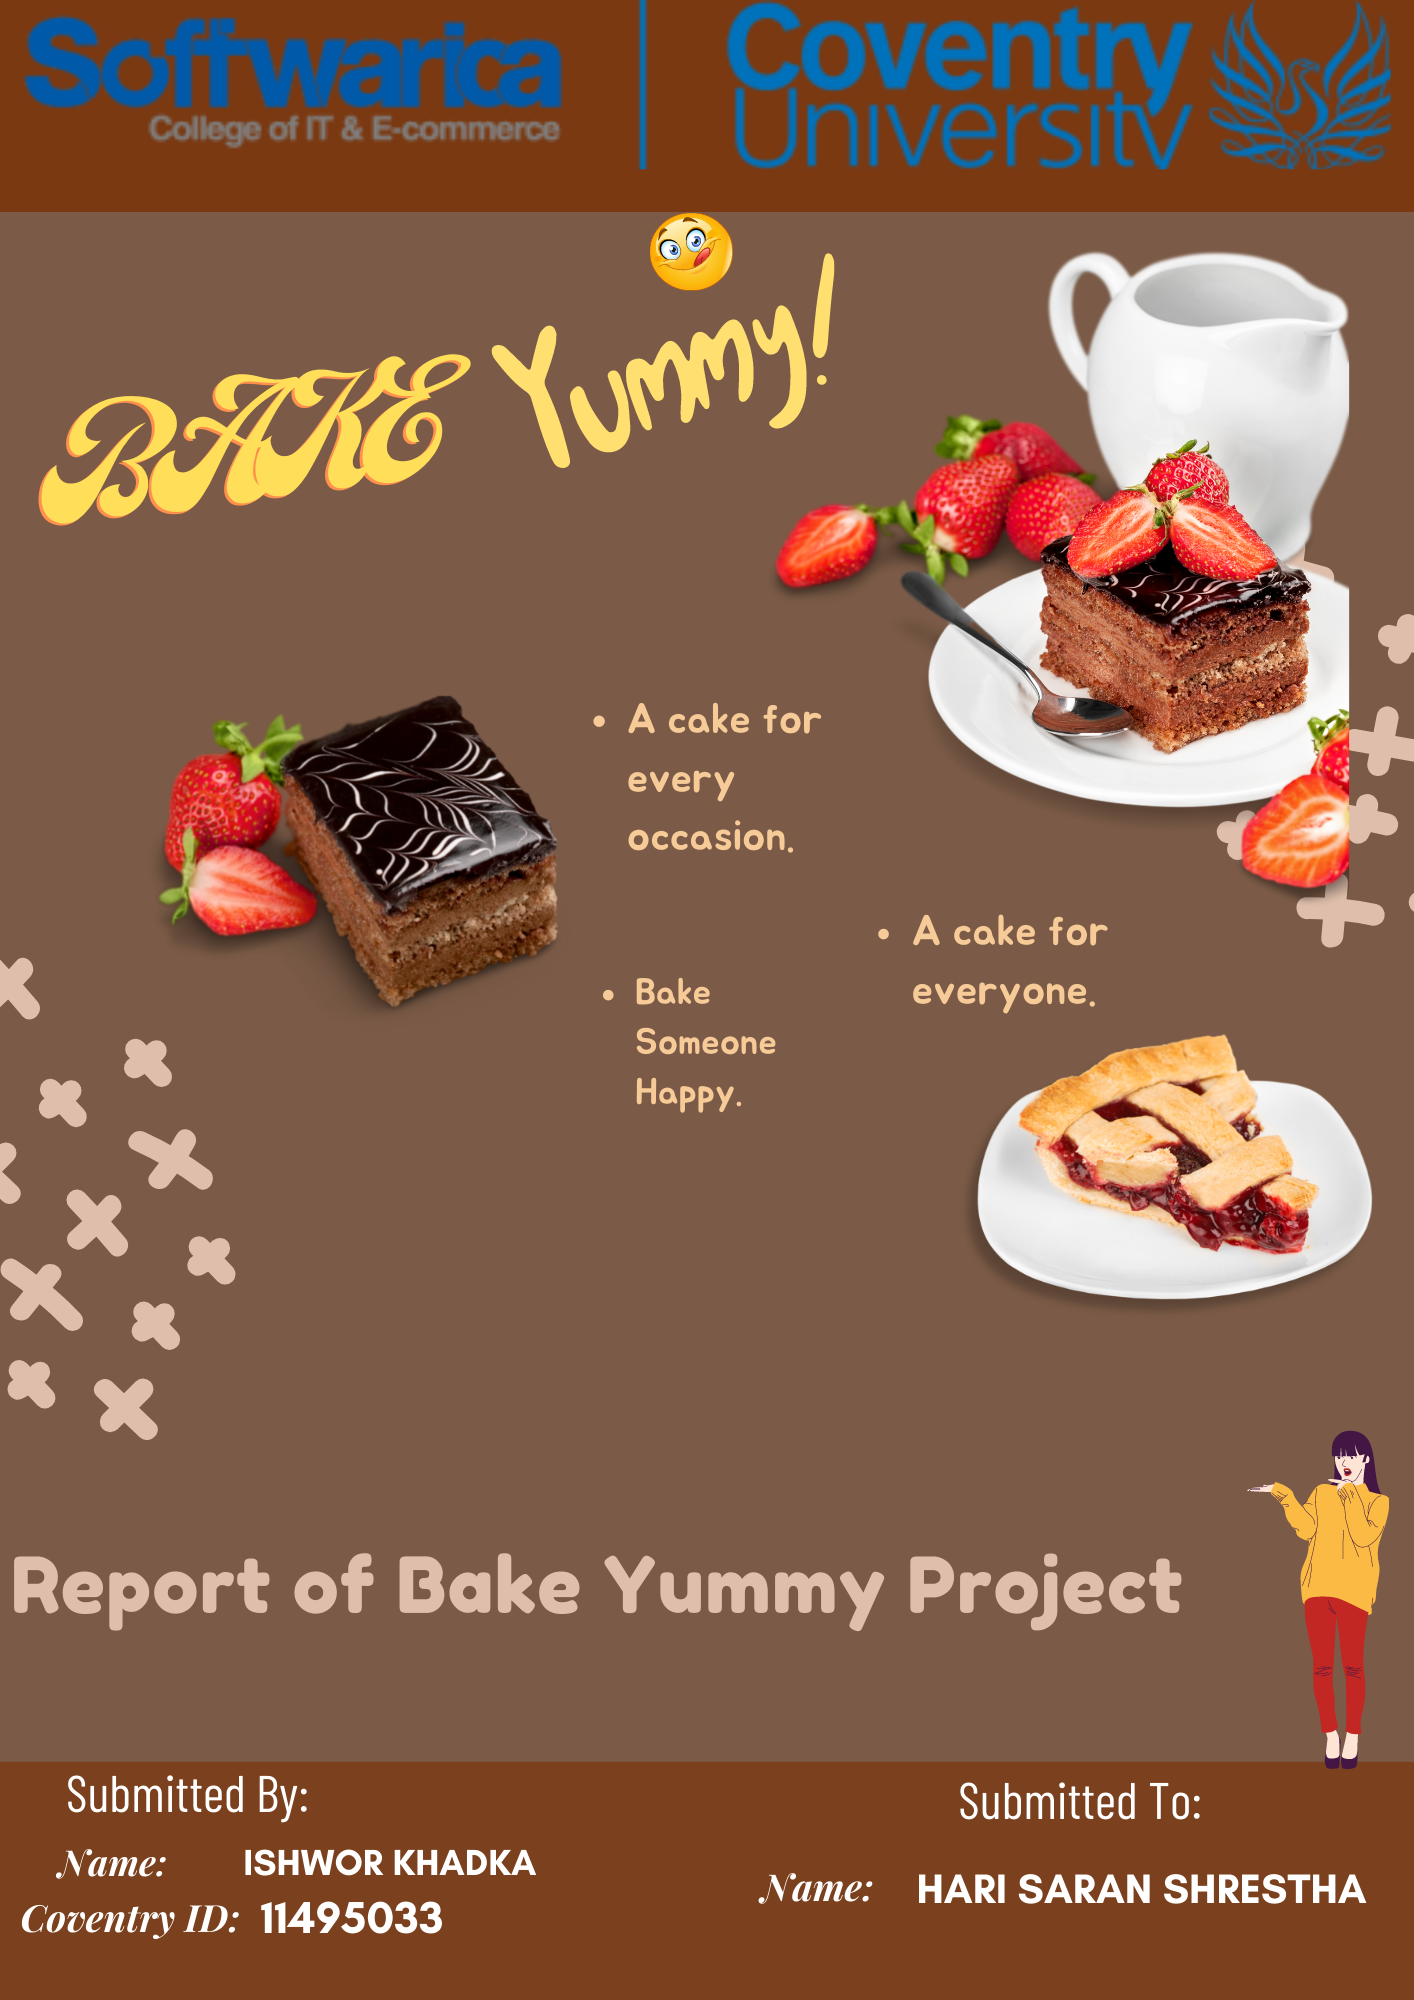 Softwarica
College of IT & E-commerce
Coventry
University
BAKE Yummy!
A cake for
every
occasion.
A cake for
everyone.
Bake
Someone
Happy.
Report of Bake Yummy Project
Submitted By:
Name: ISHWOR KHADKA
Coventry ID: 11495033
Submitted To:
Name: HARI SARAN SHRESTHA